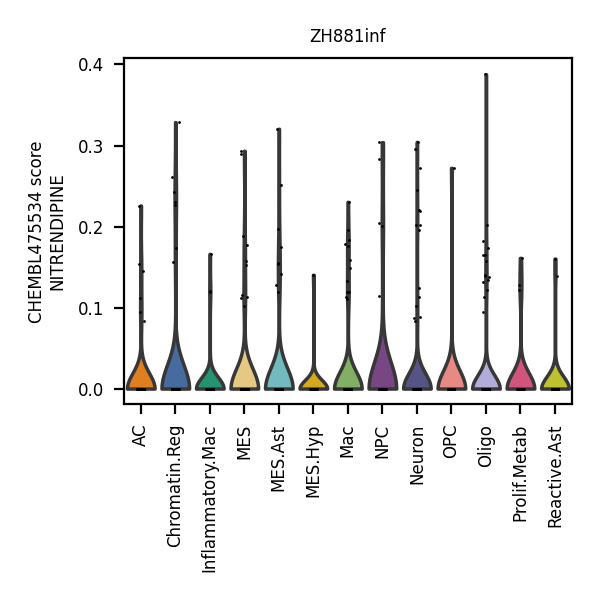 ZH881inf
CHEMBL475534 score
NITRENDIPINE
0.4
0.3
0.2
0.1
0.0
AC
Chromatin.Reg
Inflammatory.Mac
MES
MES.Ast
MES.Hyp
Mac
NPC
Neuron
OPC
Oligo
Prolif.Metab
Reactive.Ast